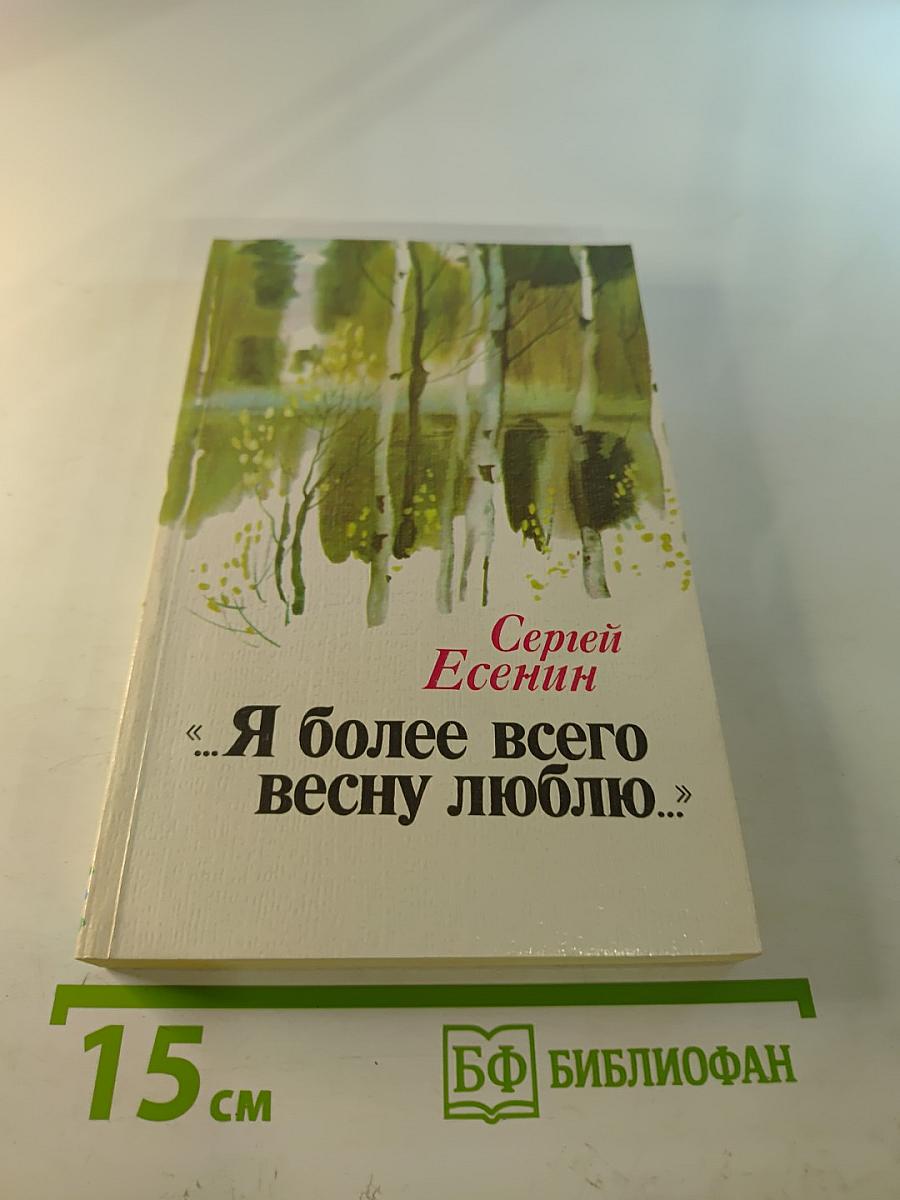 Сергей
Есенин
«...Я более всего
весну люблю...»
15 см
БФ БИБЛИОФАН